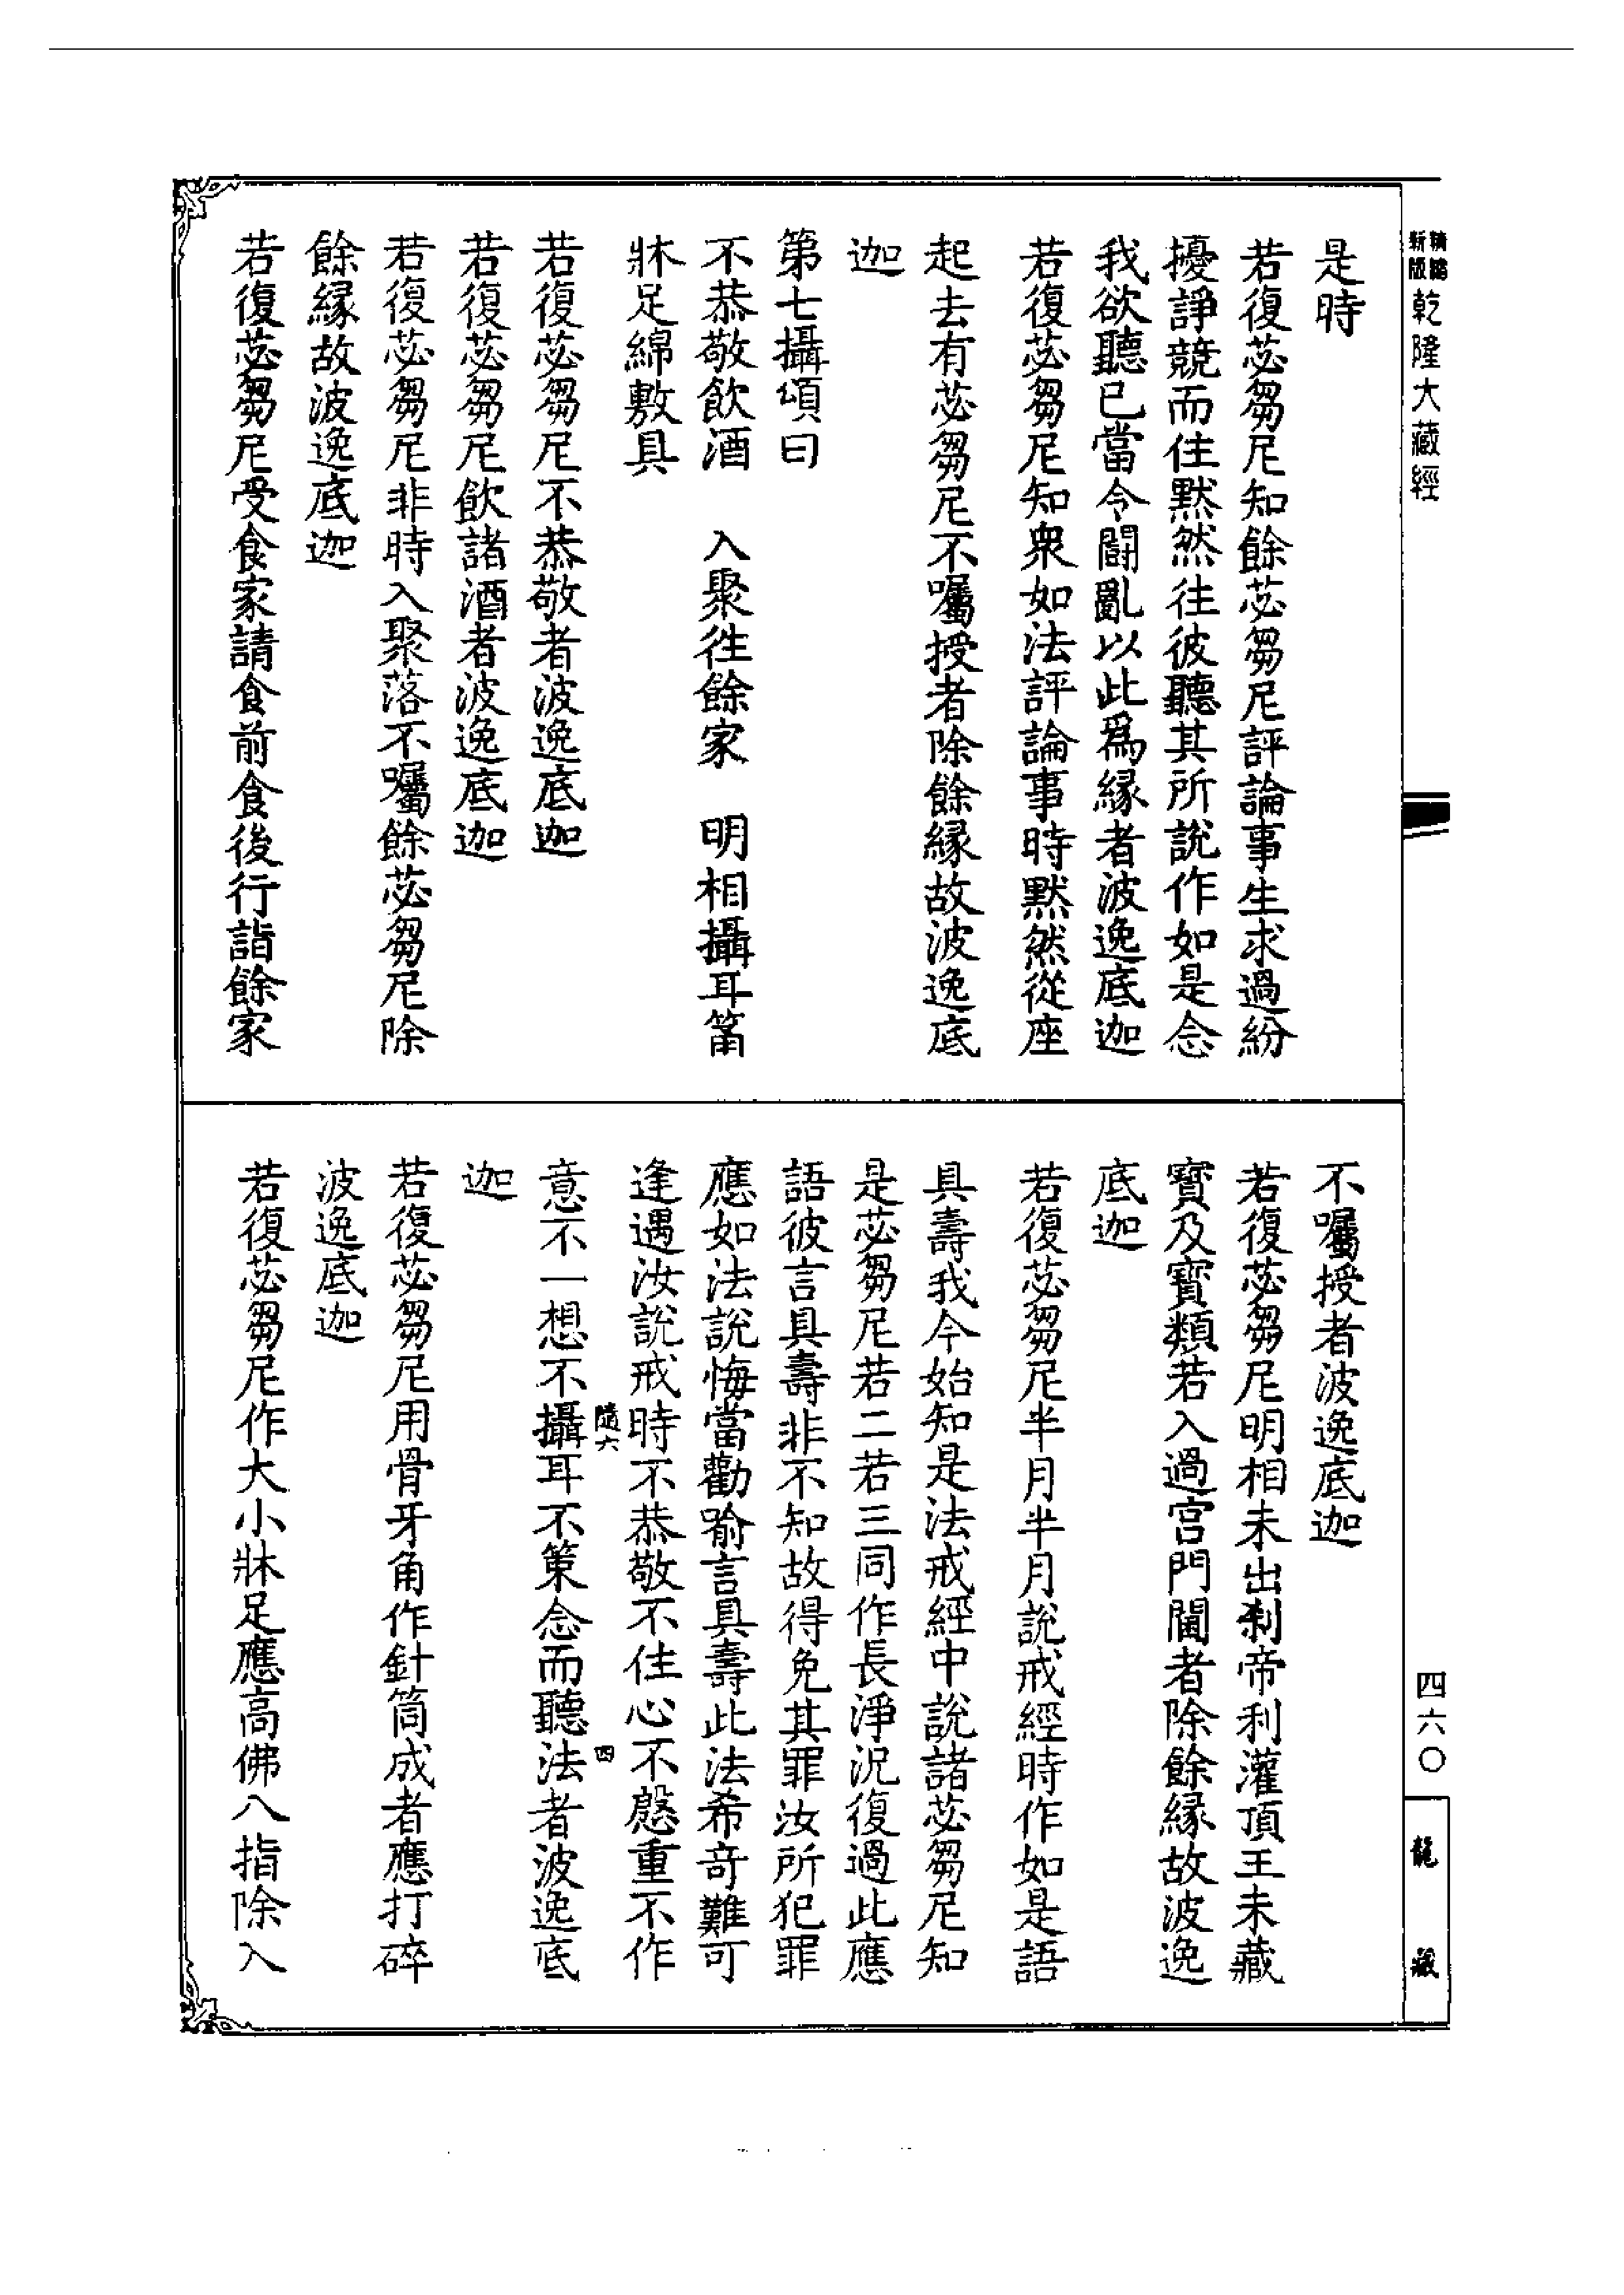 精鏽新版乾隆大藏經
是時
若復苾芻尼知餘苾芻尼評論事生求過紛
擾諍競而住默然往彼聽其所說作如是念
我欲聽已當令鬪亂以此爲縁者波逸底迦
若復苾芻尼知衆如法評論事時默然從座
起去有苾芻尼不囑授者除餘縁故波逸底
迦
第七攝頌曰
不恭敬飲酒　入聚徃餘家　明相攝耳筩
牀足綿敷具
若復苾芻尼不恭敬者波逸底迦
若復苾芻尼飲諸酒者波逸底迦
若復苾芻尼非時入聚落不囑餘苾芻尼除
餘縁故波逸底迦
若復苾芻尼受食家請食前食後行詣餘家
不囑授者波逸底迦
若復苾芻尼明相未出刹帝利灌頂王未藏
寶及寶類若入過宫門閫者除餘縁故波逸
底迦
若復苾芻尼半月半月說戒經時作如是語
具壽我今始知是法戒經中說諸苾芻尼知
是苾芻尼若二若三同作長淨況復過此應
語彼言具壽非不知故得免其罪汝所犯罪
應如法說悔當勸喻言具壽此法希奇難可
逢遇汝說戒時不恭敬不住心不慇重不作
隨六
四
意不一想不攝耳不策念而聽法者波逸底
迦
若復苾芻尼用骨牙角作針筒成者應打碎
波逸底迦
若復苾芻尼作大小牀足應高佛八指除入
四六〇
龍藏